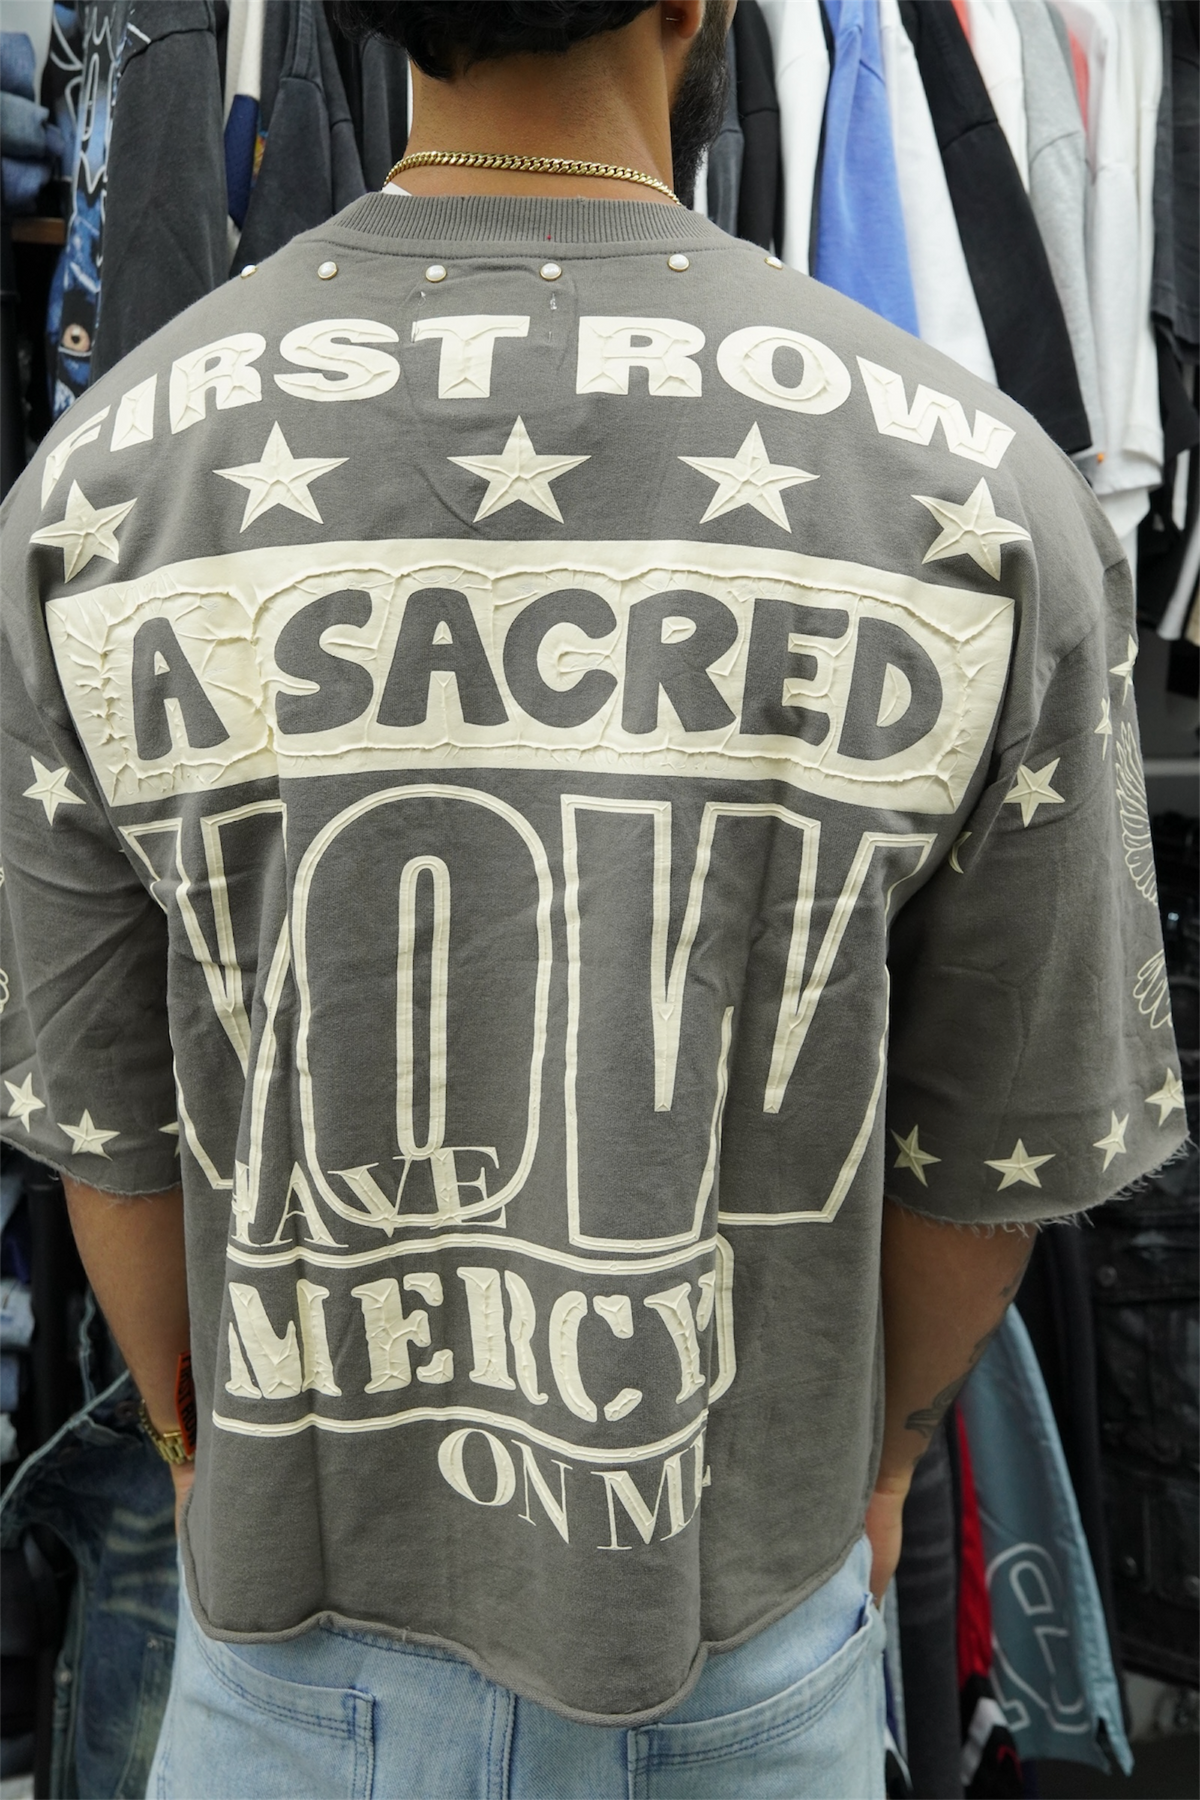 FIRST ROW
A SACRED
VOW
HAVE
MERCY
ON ME